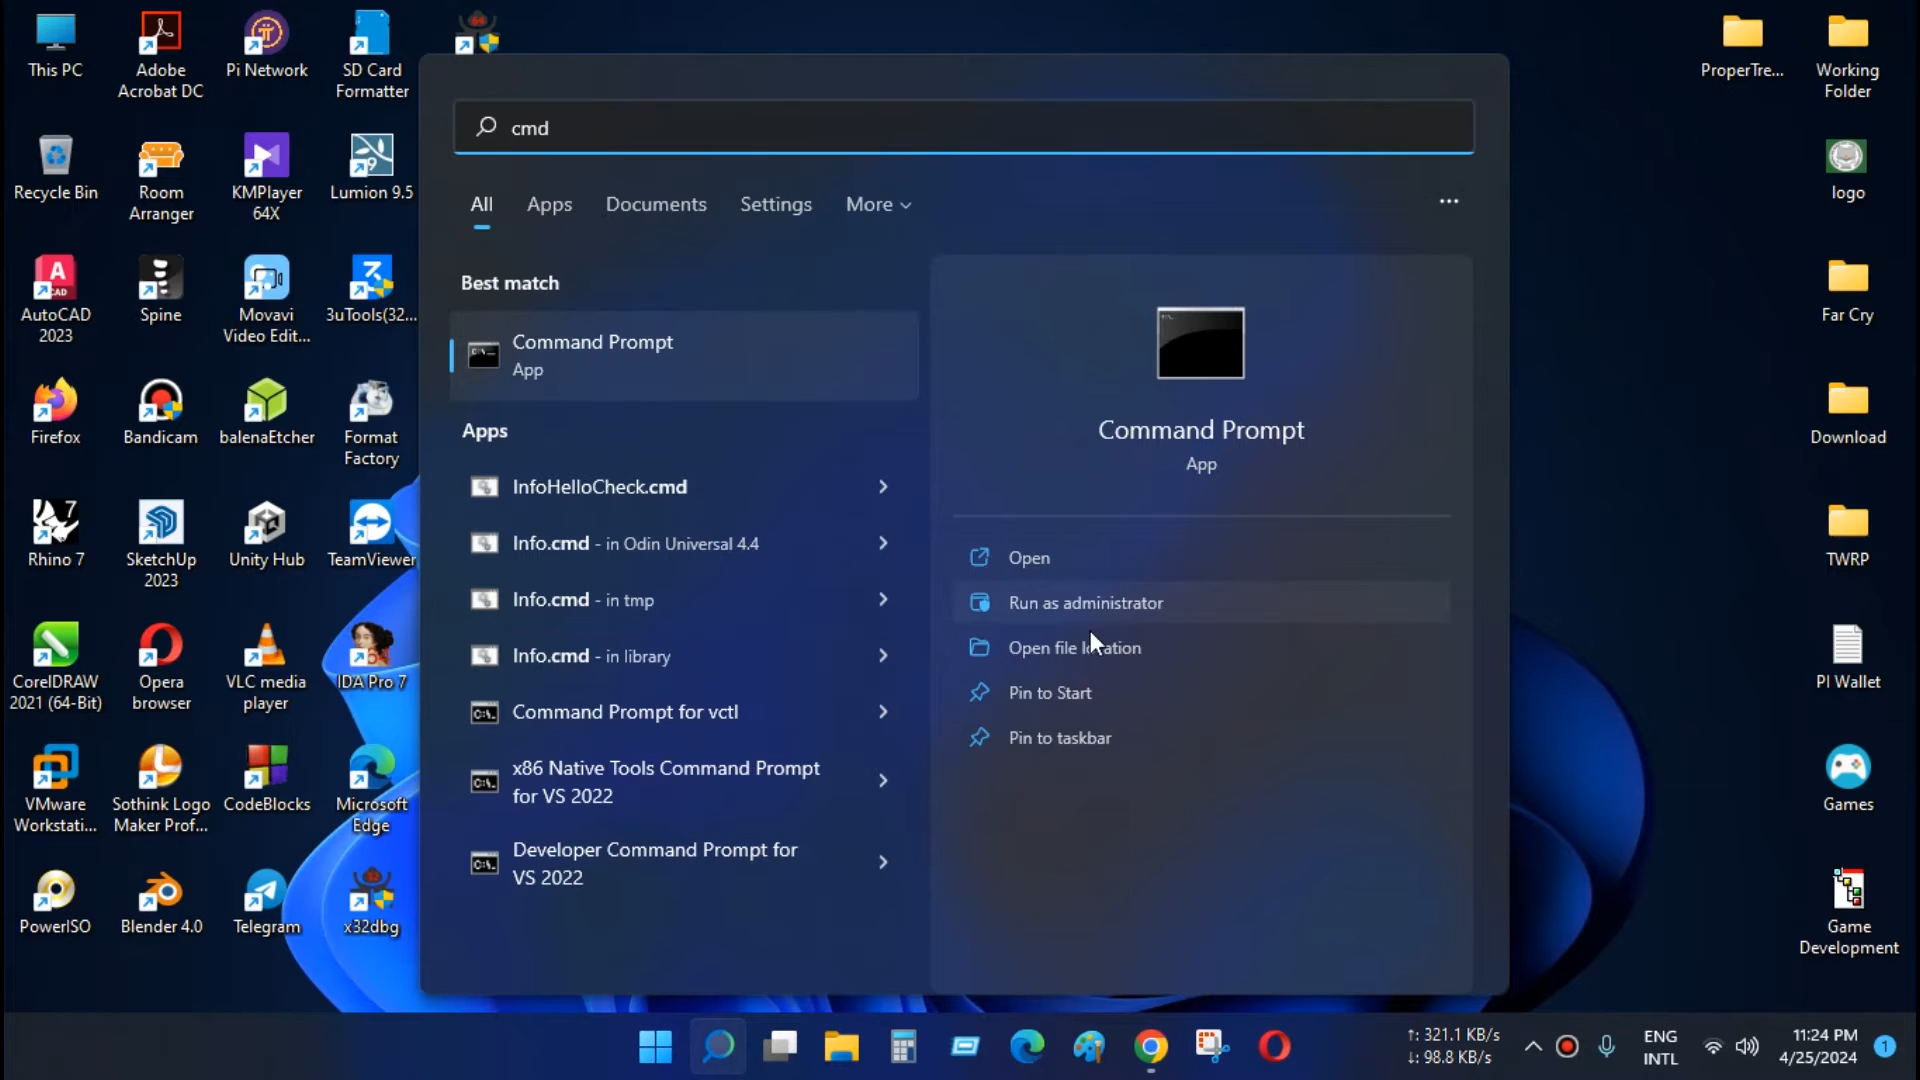 This PC
Adobe
Acrobat DC
Pi Network
SD Card
Formatter
Recycle Bin
Room
Arranger
KMPlayer
64X
Lumion 9.5
AutoCAD
2023
Spine
Movavi
Video Edit...
3uTools(32...
Firefox
Bandicam
balenaEtcher
Format
Factory
Rhino 7
SketchUp
2023
Unity Hub
TeamViewer
CorelDRAW
2021 (64-Bit)
Opera
browser
VLC media
player
IDA Pro 7
VMware
Workstati...
Sothink Logo
Maker Prof...
CodeBlocks
Microsoft
Edge
PowerISO
Blender 4.0
Telegram
x32dbg
cmd
All
Apps
Documents
Settings
More
Best match
Command Prompt
App
Apps
InfoHelloCheck.cmd
Info.cmd - in Odin Universal 4.4
Info.cmd - in tmp
Info.cmd - in library
Command Prompt for vctl
x86 Native Tools Command Prompt
for VS 2022
Developer Command Prompt for
VS 2022
Command Prompt
App
Open
Run as administrator
Open file location
Pin to Start
Pin to taskbar
ProperTre...
Working
Folder
logo
Far Cry
Download
TWRP
PI Wallet
Games
Game
Development
↑: 321.1 KB/s
↓: 98.8 KB/s
ENG
INTL
11:24 PM
4/25/2024
1